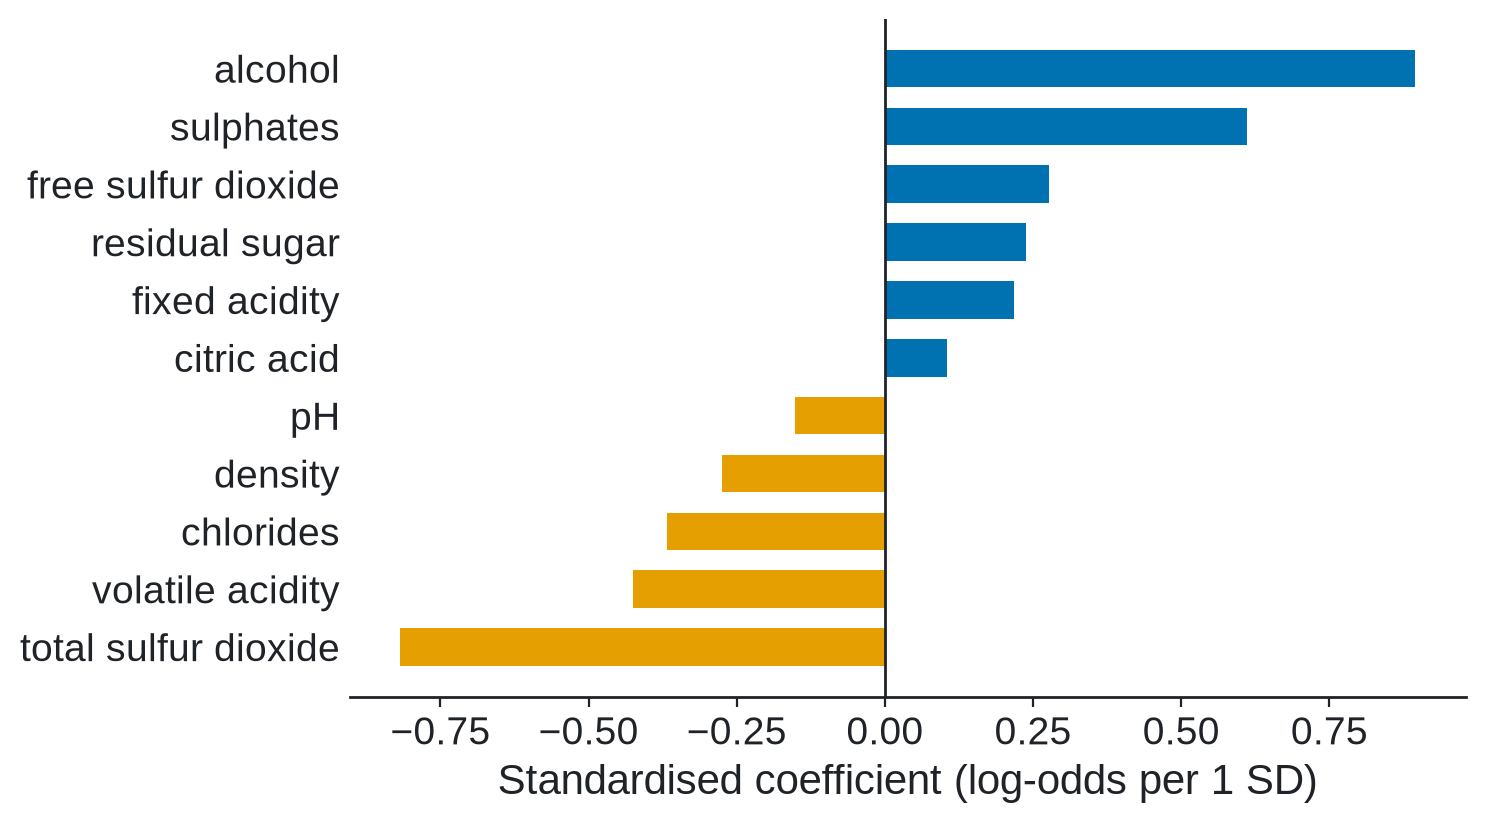 alcohol
sulphates
free sulfur dioxide
residual sugar
fixed acidity
citric acid
pH
density
chlorides
volatile acidity
total sulfur dioxide
−0.75 −0.50 −0.25 0.00 0.25 0.50 0.75
Standardised coefficient (log-odds per 1 SD)